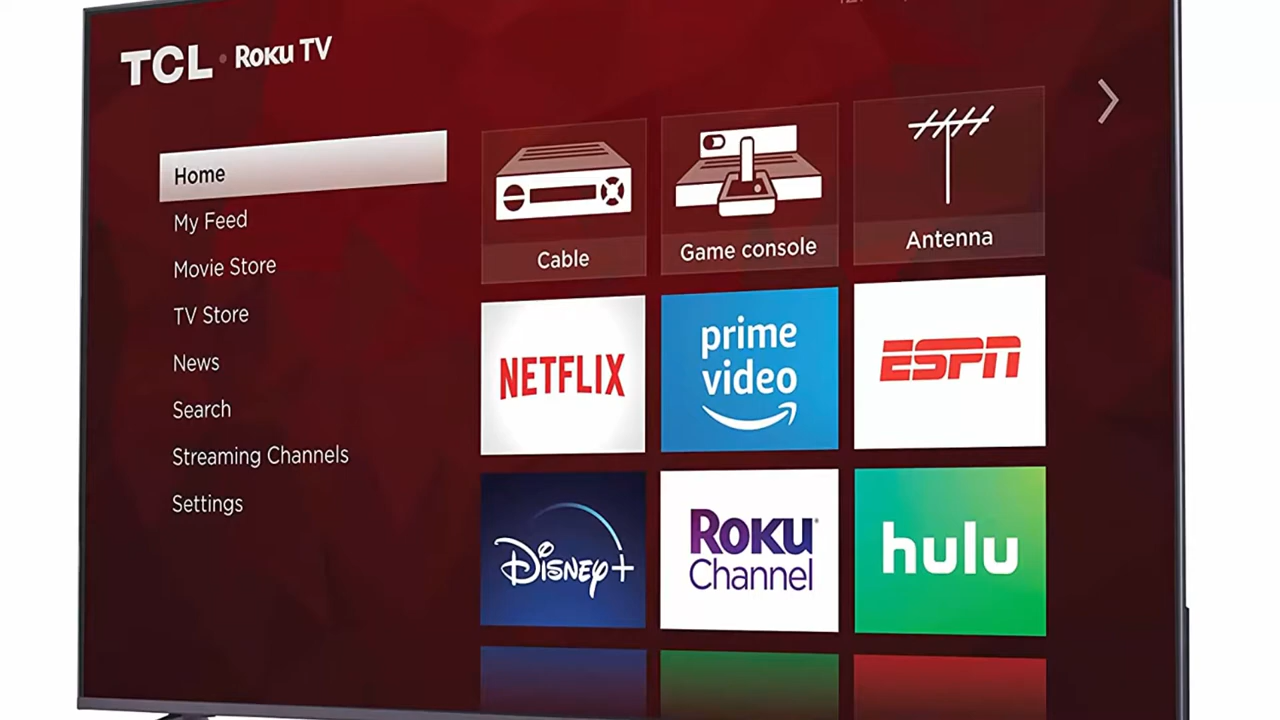 TCL • Roku TV
Home
My Feed
Movie Store
TV Store
News
Search
Streaming Channels
Settings
Cable
Game console
Antenna
NETFLIX
prime video
ESPN
Disney+
Roku Channel
hulu